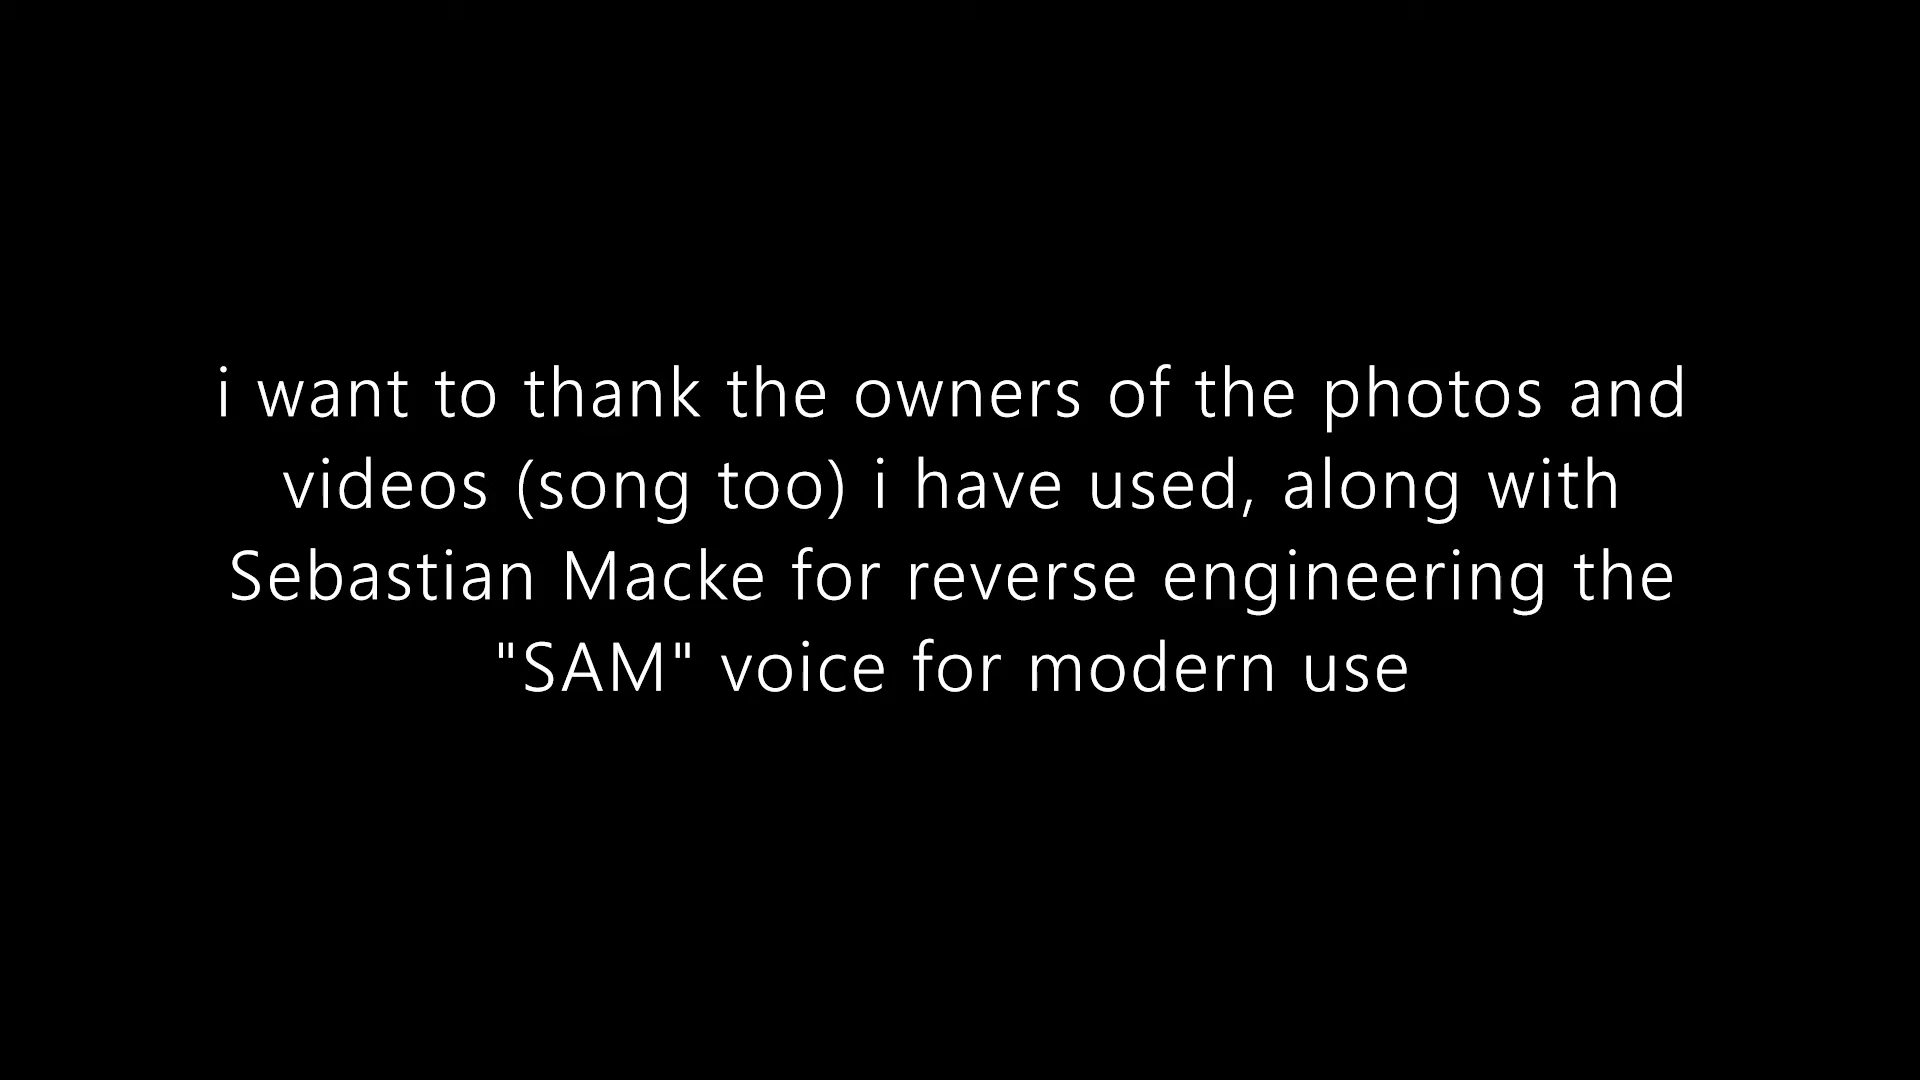 i want to thank the owners of the photos and
videos (song too) i have used, along with
Sebastian Macke for reverse engineering the
"SAM" voice for modern use